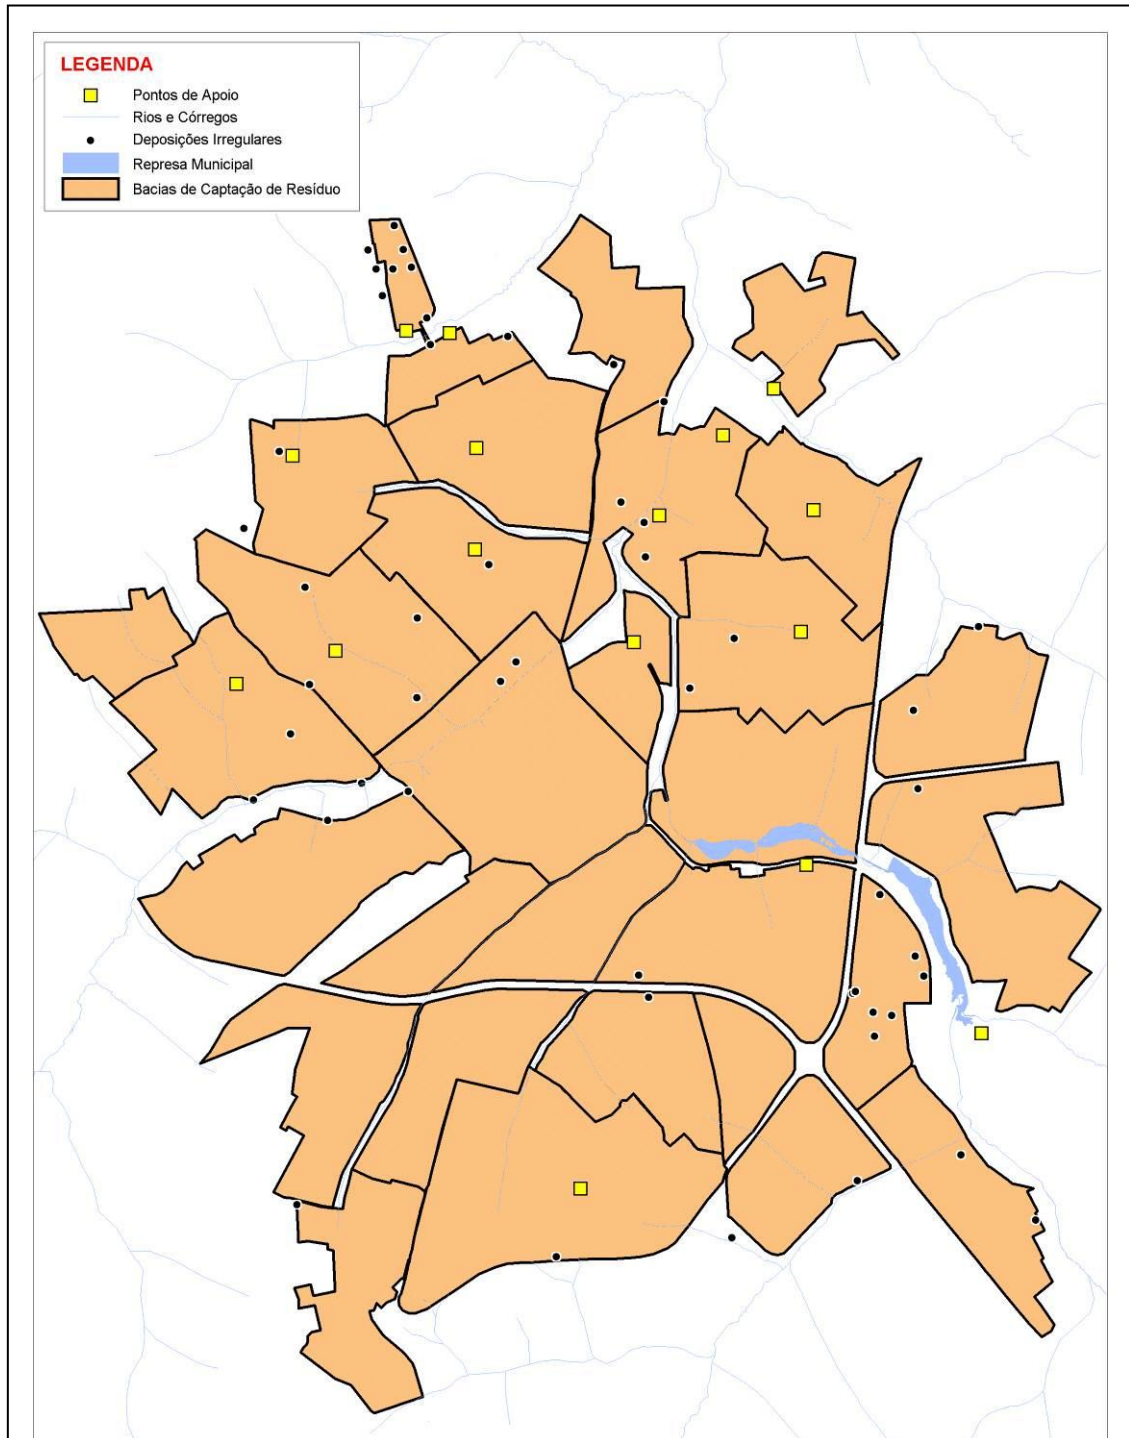 LEGENDA
Pontos de Apoio
Rios e Córregos
Deposições Irregulares
Represa Municipal
Bacias de Captação de Resíduo